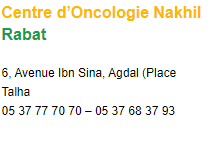 Centre d’Oncologie Nakhil
Rabat
6, Avenue Ibn Sina, Agdal (Place
Talha
05 37 77 70 70 – 05 37 68 37 93